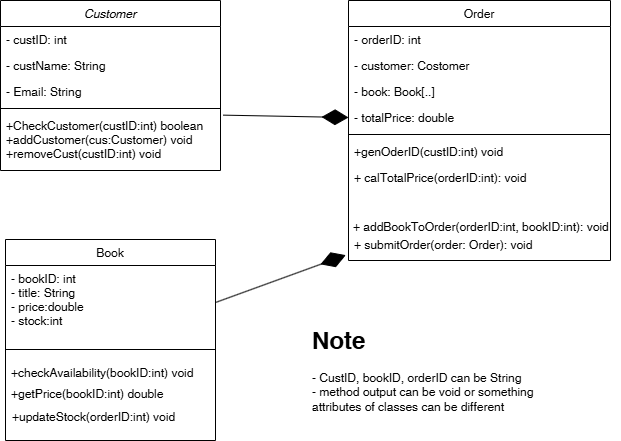 Customer
- custID: int
- custName: String
- Email: String
+CheckCustomer(custID:int) boolean
+addCustomer(cus:Customer) void
+removeCust(custID:int) void
Order
- orderID: int
- customer: Costomer
- book: Book[..]
- totalPrice: double
+genOderID(custID:int) void
+ calTotalPrice(orderID:int): void
+ addBookToOrder(orderID:int, bookID:int): void
+ submitOrder(order: Order): void
Book
- bookID: int
- title: String
- price:double
- stock:int
+checkAvailability(bookID:int) void
+getPrice(bookID:int) double
+updateStock(orderID:int) void
Note
- CustID, bookID, orderID can be String
- method output can be void or something
attributes of classes can be different